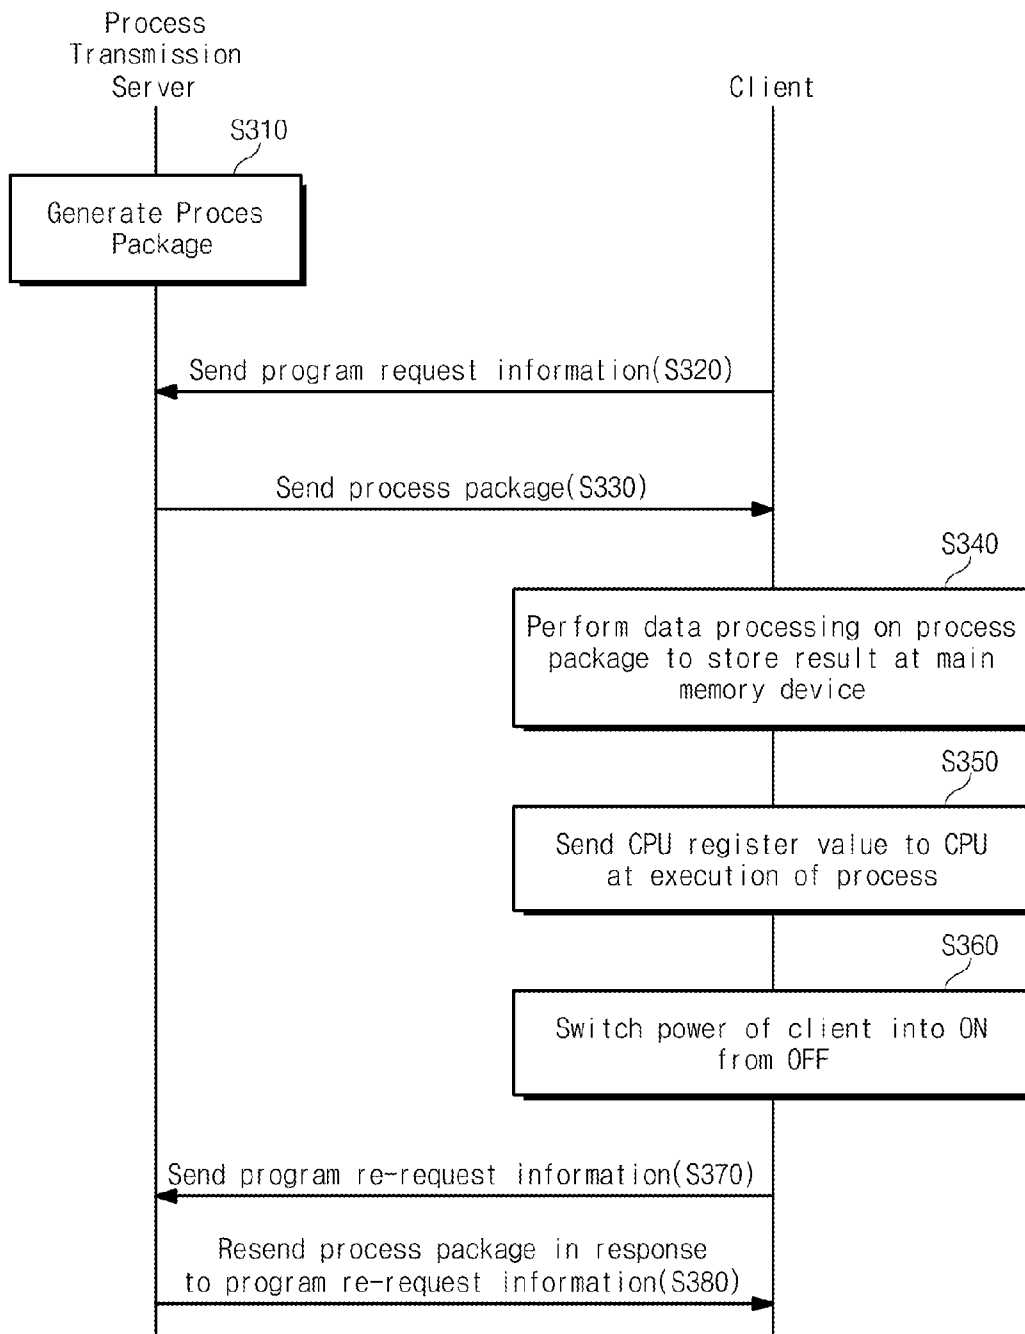 Process
Transmission
Server
Client
S310
Generate Proces
Package
Send program request information(S320)
Send process package(S330)
S340
Perform data processing on process
package to store result at main
memory device
S350
Send CPU register value to CPU
at execution of process
S360
Switch power of client into ON
from OFF
Send program re-request information(S370)
Resend process package in response
to program re-request information(S380)